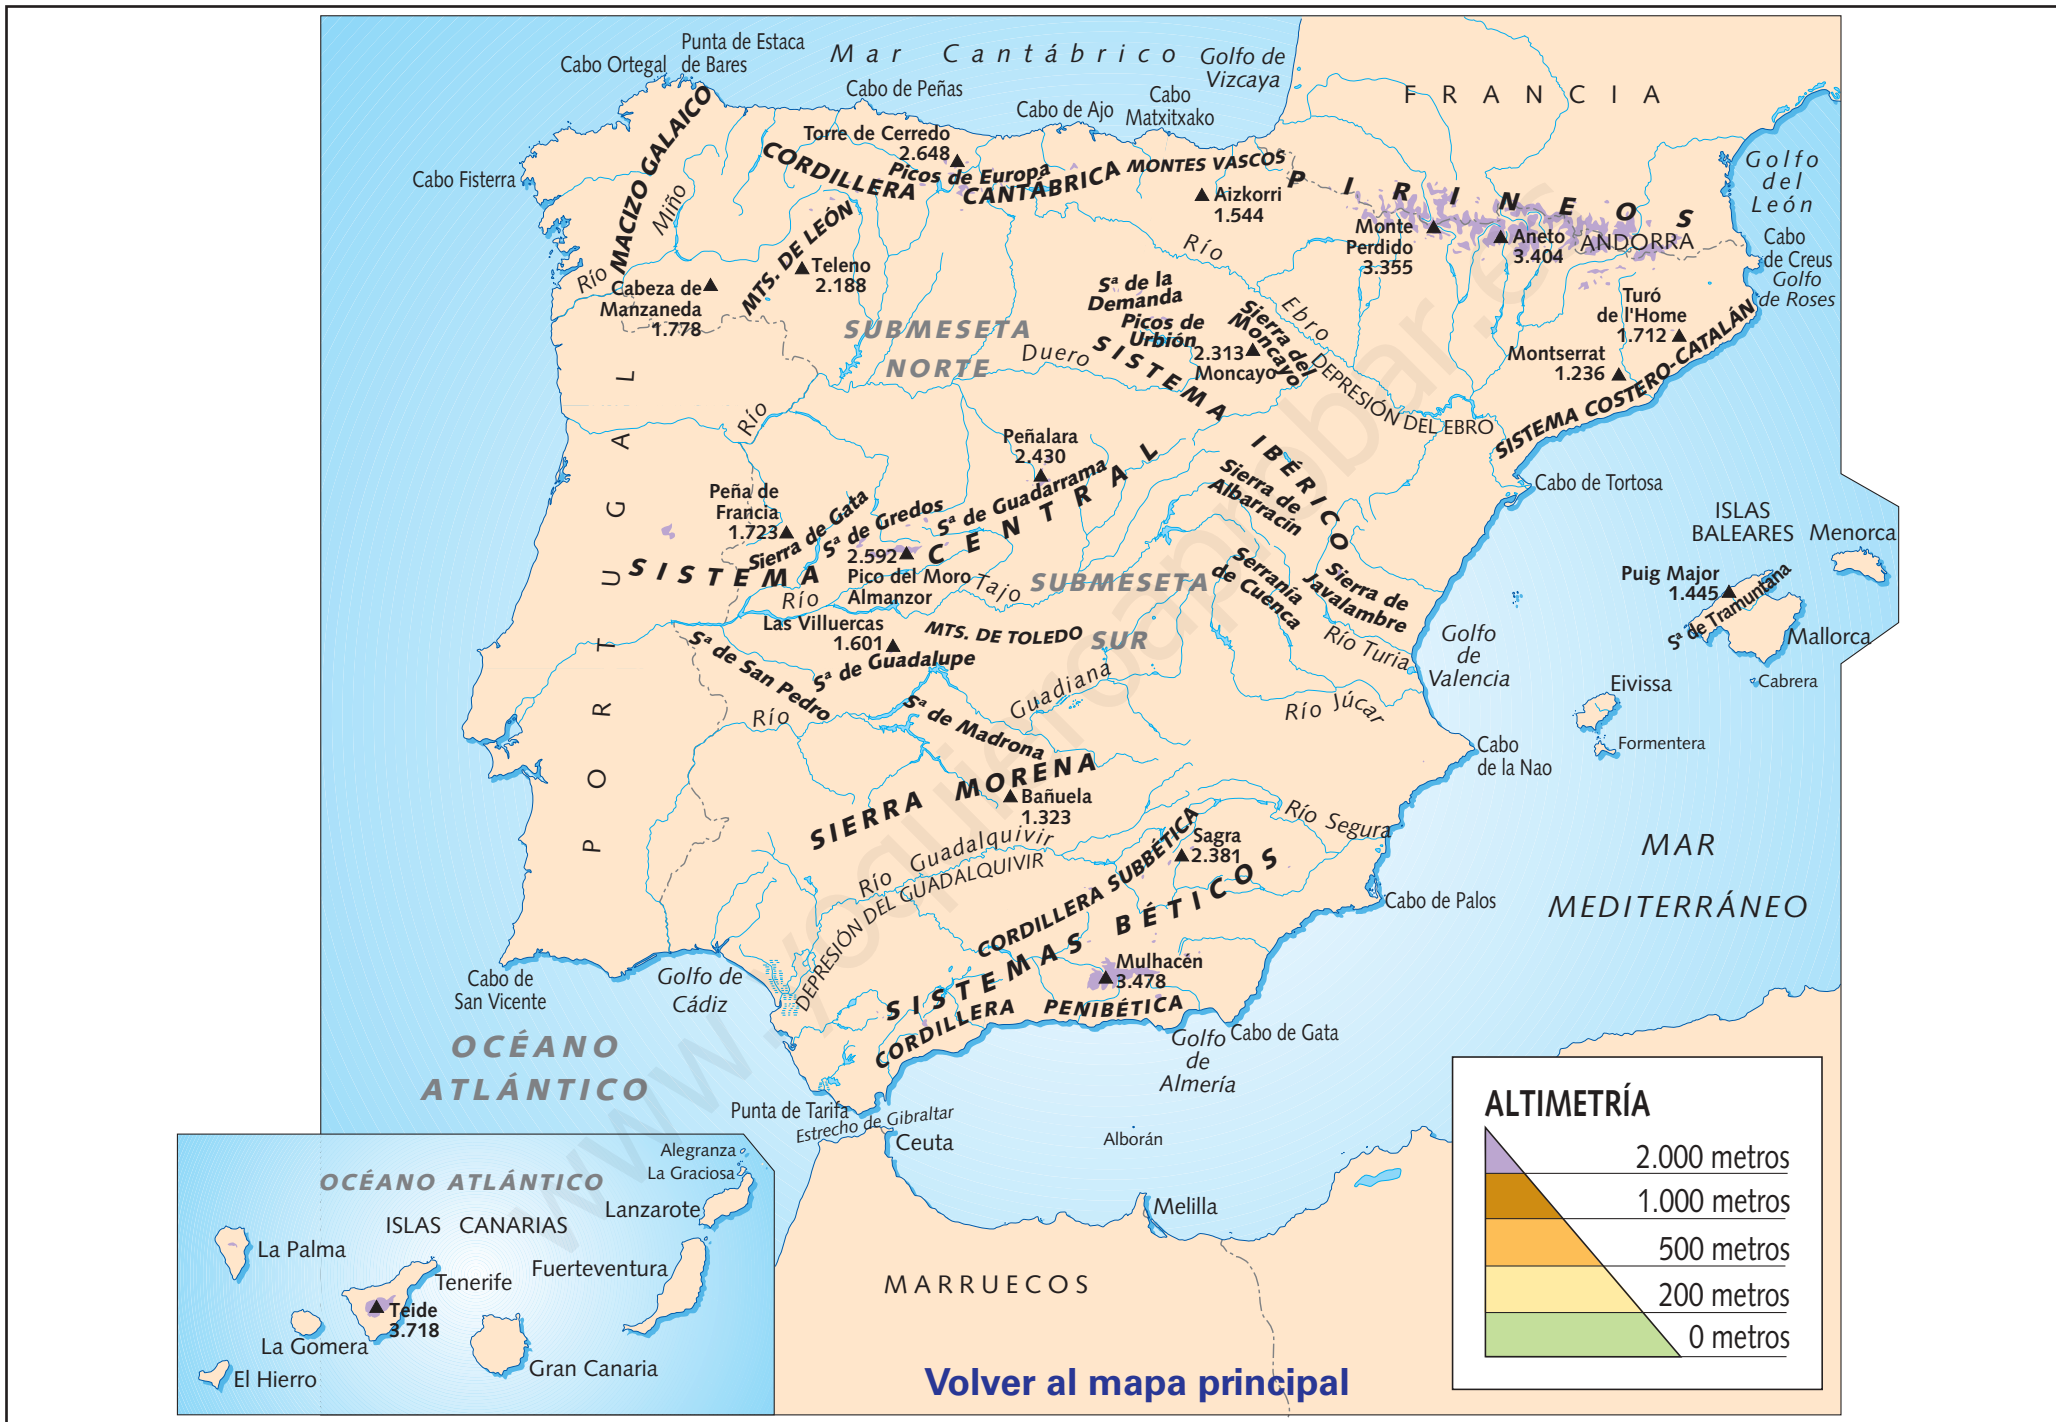 Punta de Estaca
de Bares
Cabo Ortegal
Mar Cantábrico
Golfo de
Vizcaya
Cabo de Peñas
Cabo de Ajo
Cabo
Matxitxako
FRANCIA
Cabo Fisterra
MACIZO GALAICO
Torre de Cerredo
2.648
CORDILLERA CANTÁBRICA
Picos de Europa
MONTES VASCOS
Aizkorri
1.544
PIRINEOS
Golfo
del
León
Monte
Perdido
3.355
Aneto
3.404
ANDORRA
Cabo
de Creus
Golfo
de Roses
Río Miño
MTS. DE LEÓN
Teleno
2.188
Cabeza de
Manzaneda
1.778
Río Ebro
Sª de la
Demanda
Picos de
Urbión
Sierra del
Moncayo
2.313
Moncayo
SUBMESETA
NORTE
Río Duero
Turó
de l'Home
1.712
Montserrat
1.236
SISTEMA COSTERO-CATALÁN
DEPRESIÓN DEL EBRO
SISTEMA IBÉRICO
PORTUGAL
Peñalara
2.430
Peña de
Francia
1.723
Sierra de Gata
Sª de Gredos
Sª de Guadarrama
SISTEMA CENTRAL
2.592
Pico del Moro
Almanzor
Río Tajo
Sierra de
Albarracín
Serranía
de Cuenca
Sierra de
Javalambre
Cabo de Tortosa
ISLAS
BALEARES
Menorca
Puig Major
1.445
Sª de Tramuntana
Mallorca
Cabrera
Eivissa
Formentera
SUBMESETA
SUR
Las Villuercas
1.601
MTS. DE TOLEDO
Sª de San Pedro
Sª de Guadalupe
Río Turia
Golfo
de
Valencia
Río Guadiana
Sª de Madrona
Río Júcar
Cabo
de la Nao
SIERRA MORENA
Bañuela
1.323
Río Guadalquivir
DEPRESIÓN DEL GUADALQUIVIR
Río Segura
Sagra
2.381
CORDILLERA SUBBÉTICA
SISTEMAS BÉTICOS
Cabo de Palos
MAR
MEDITERRÁNEO
Mulhacén
3.478
CORDILLERA PENIBÉTICA
Cabo de
San Vicente
Golfo de
Cádiz
Golfo
de
Almería
Cabo de Gata
OCÉANO
ATLÁNTICO
Punta de Tarifa
Estrecho de Gibraltar
Ceuta
Alborán
Melilla
MARRUECOS
OCÉANO ATLÁNTICO
ISLAS CANARIAS
Alegranza
La Graciosa
Lanzarote
La Palma
Tenerife
Fuerteventura
Teide
3.718
La Gomera
El Hierro
Gran Canaria
ALTIMETRÍA
2.000 metros
1.000 metros
500 metros
200 metros
0 metros
Volver al mapa principal
www.yoquieroaprobar.es